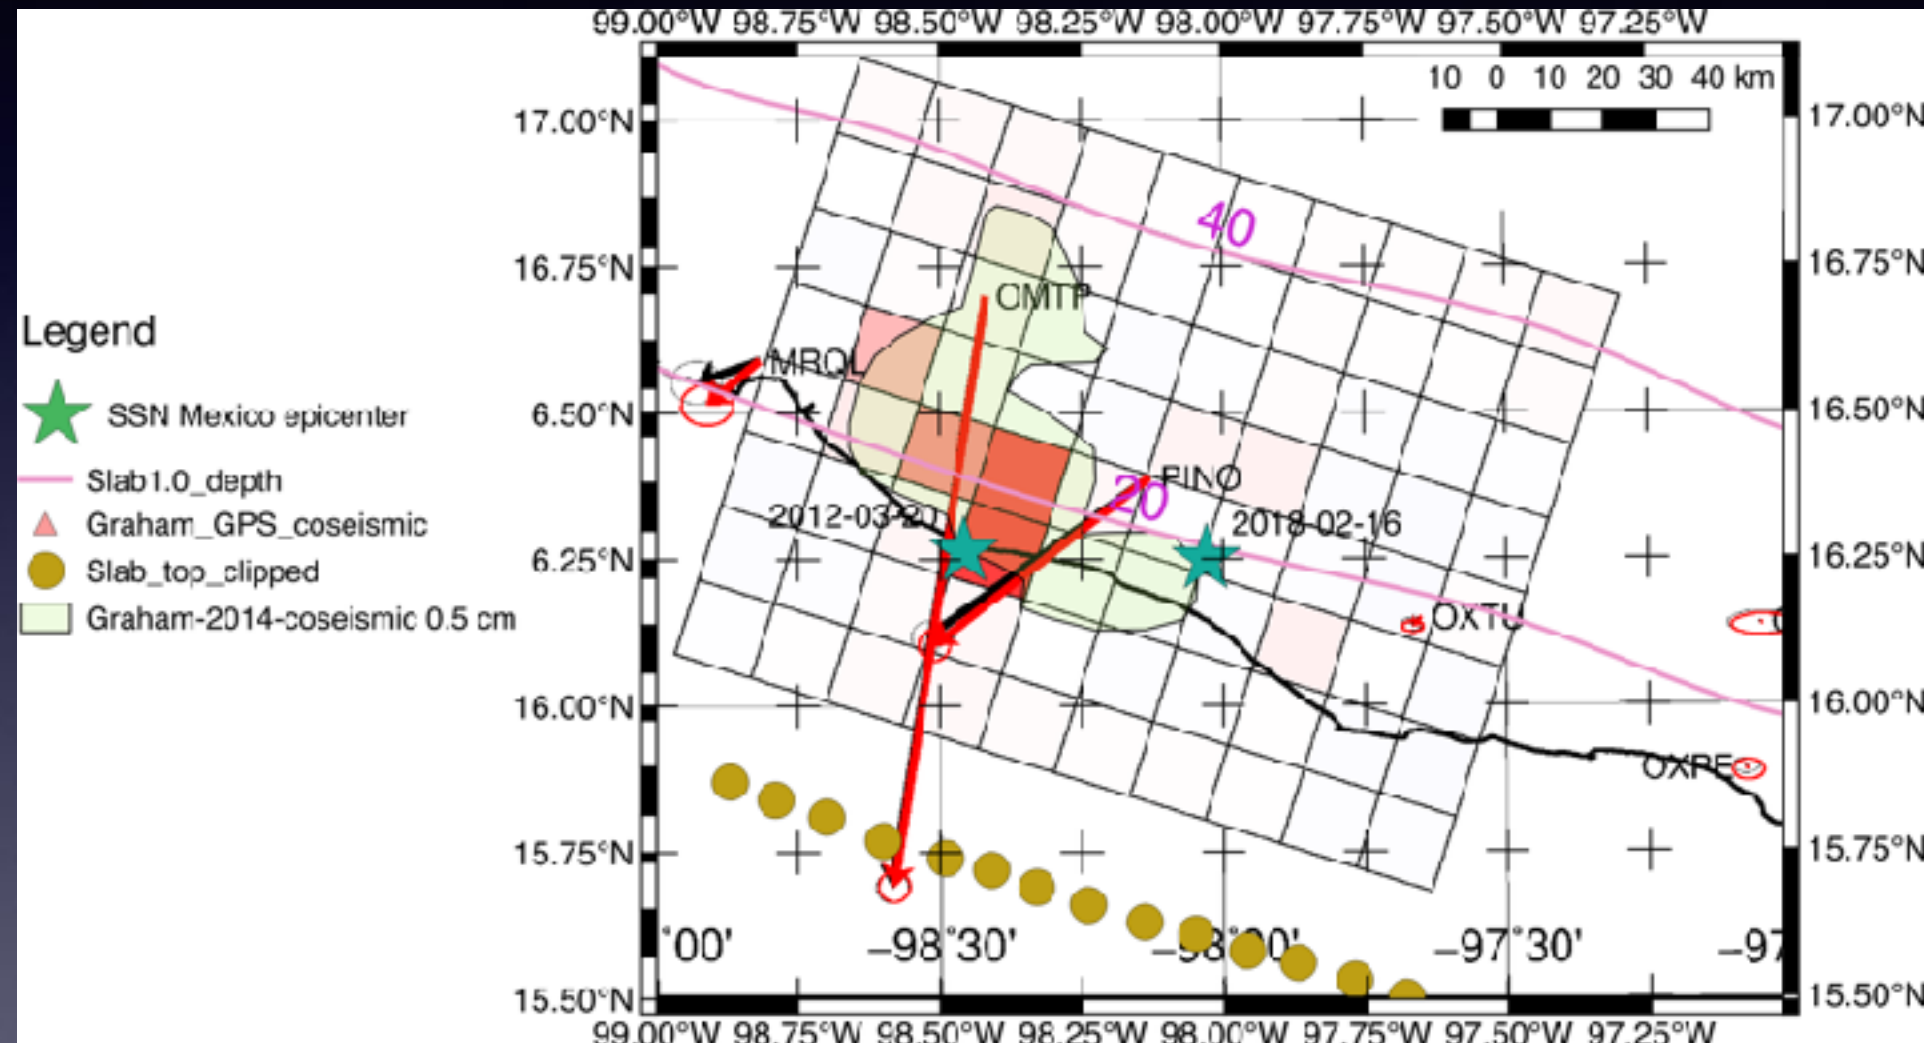 99.00°W 98.75°W 98.50°W 98.25°W 98.00°W 97.75°W 97.50°W 97.25°W
10 0 10 20 30 40 km
17.00°N 17.00°N
40
16.75°N 16.75°N
Legend
MRQL
SSN Mexico epicenter
6.50°N 16.50°N
Slab1.0_depth
20
Graham_GPS_coseismic
2012-03-20 2018-02-16
Slab_top_clipped
6.25°N 16.25°N
Graham-2014-coseismic 0.5 cm
OXTU
16.00°N 16.00°N
15.75°N 15.75°N
°00' –98°30' –98°00' –97°30' –97
15.50°N 15.50°N
99.00°W 98.75°W 98.50°W 98.25°W 98.00°W 97.75°W 97.50°W 97.25°W